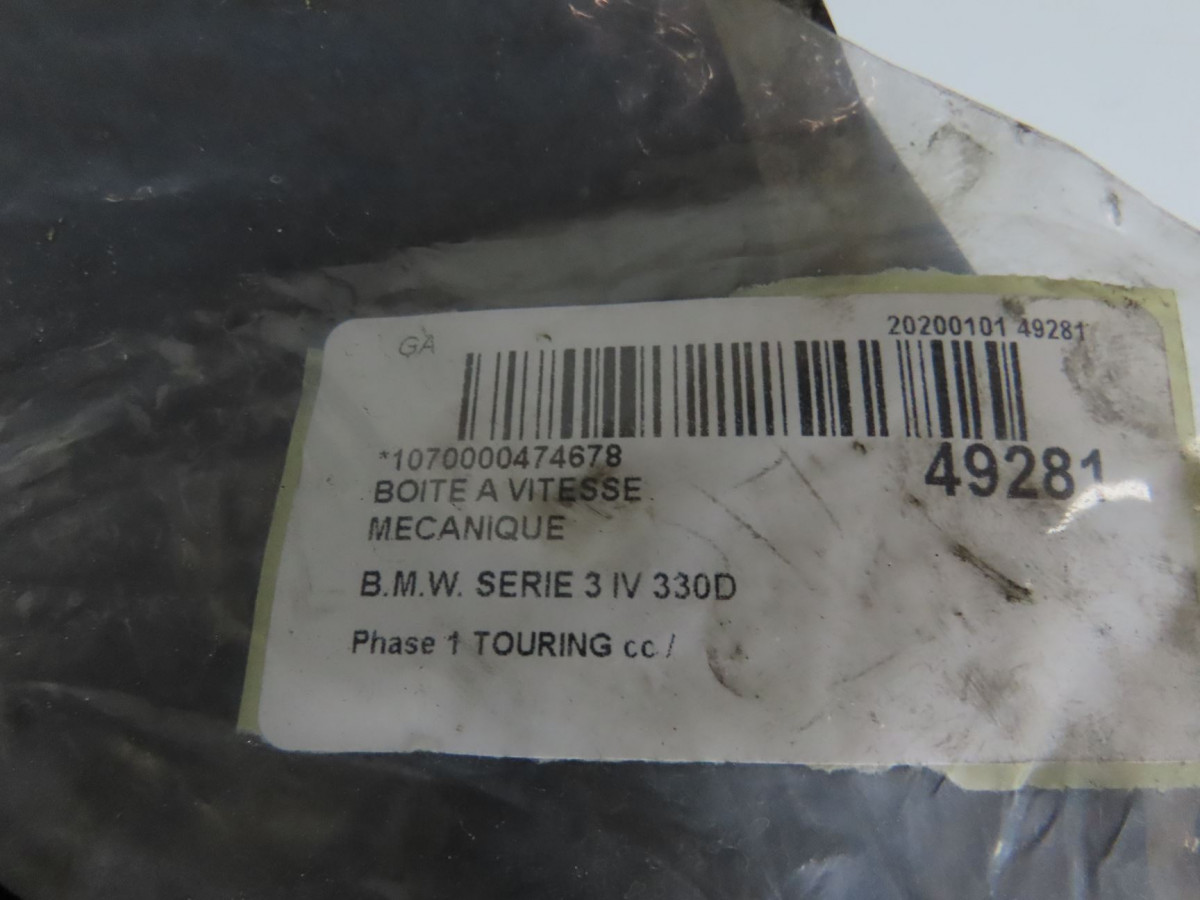 GA
20200101 49281
*1070000474678
49281
BOITE A VITESSE
MECANIQUE
B.M.W. SERIE 3 IV 330D
Phase 1 TOURING cc /